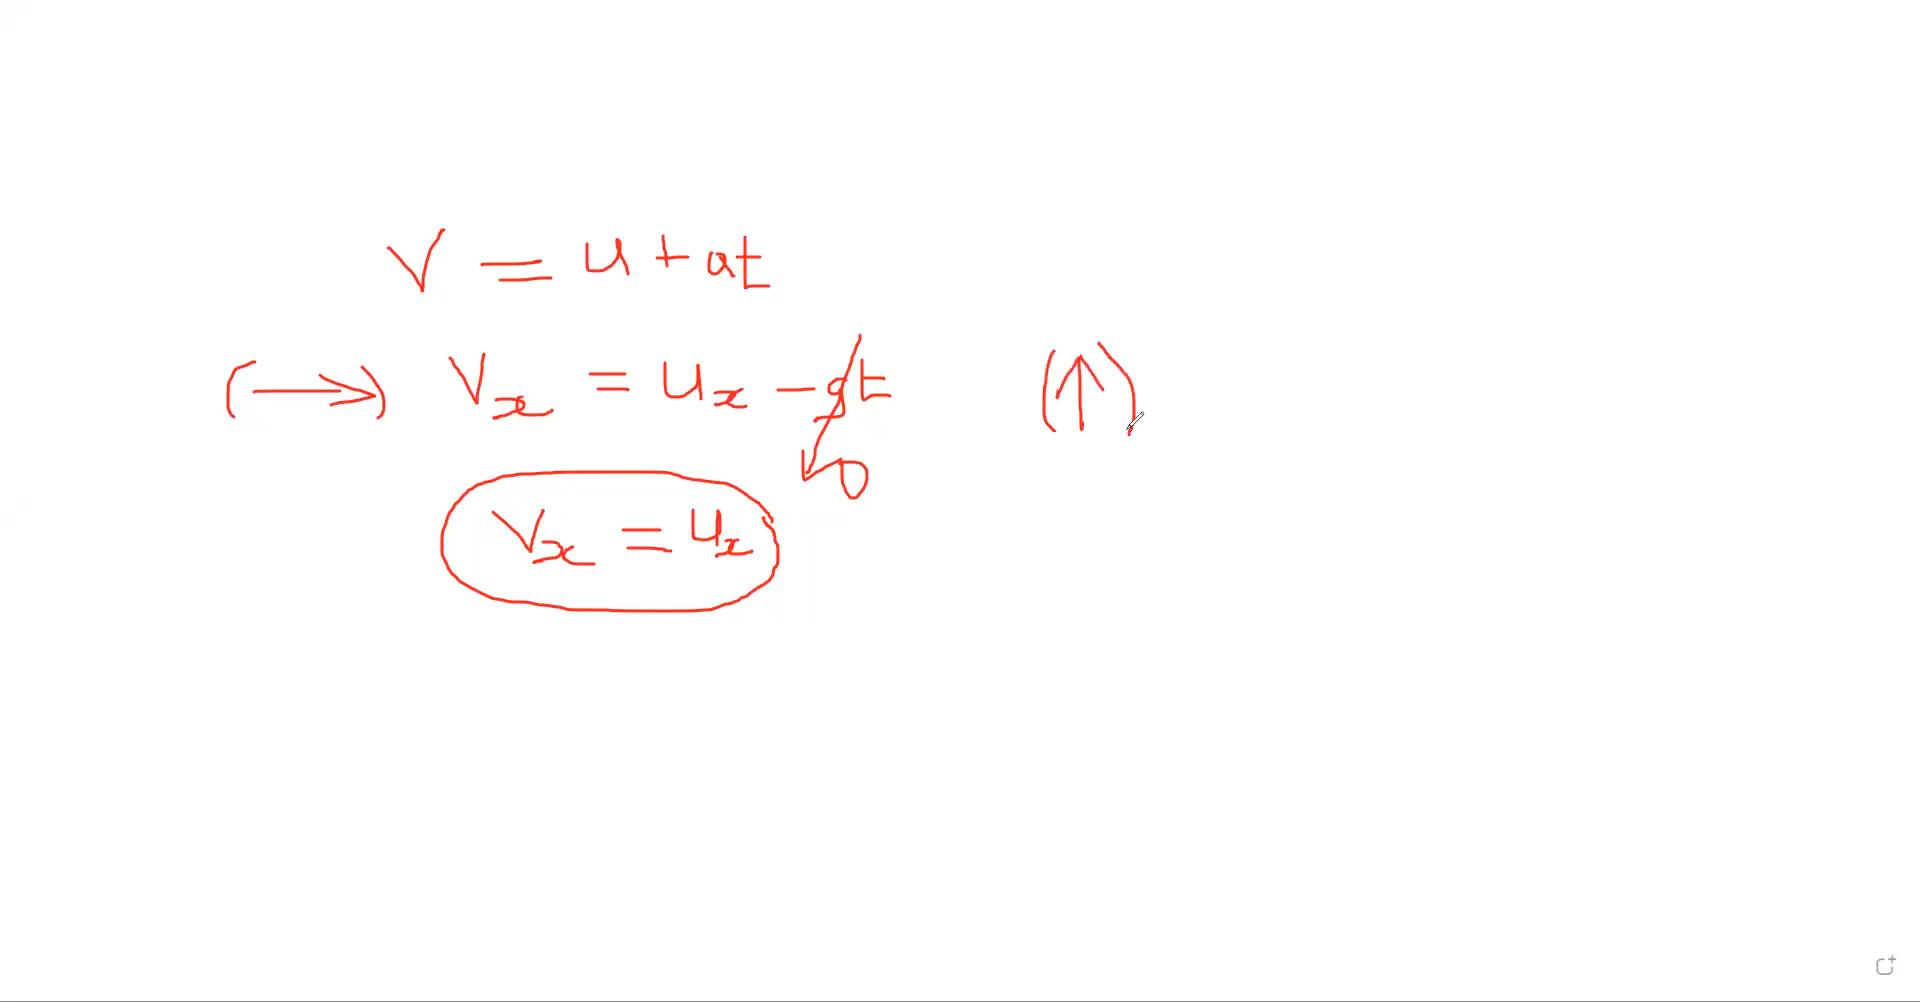 V = u + at
(→) Vx = ux - gt (↑)
0
Vx = ux